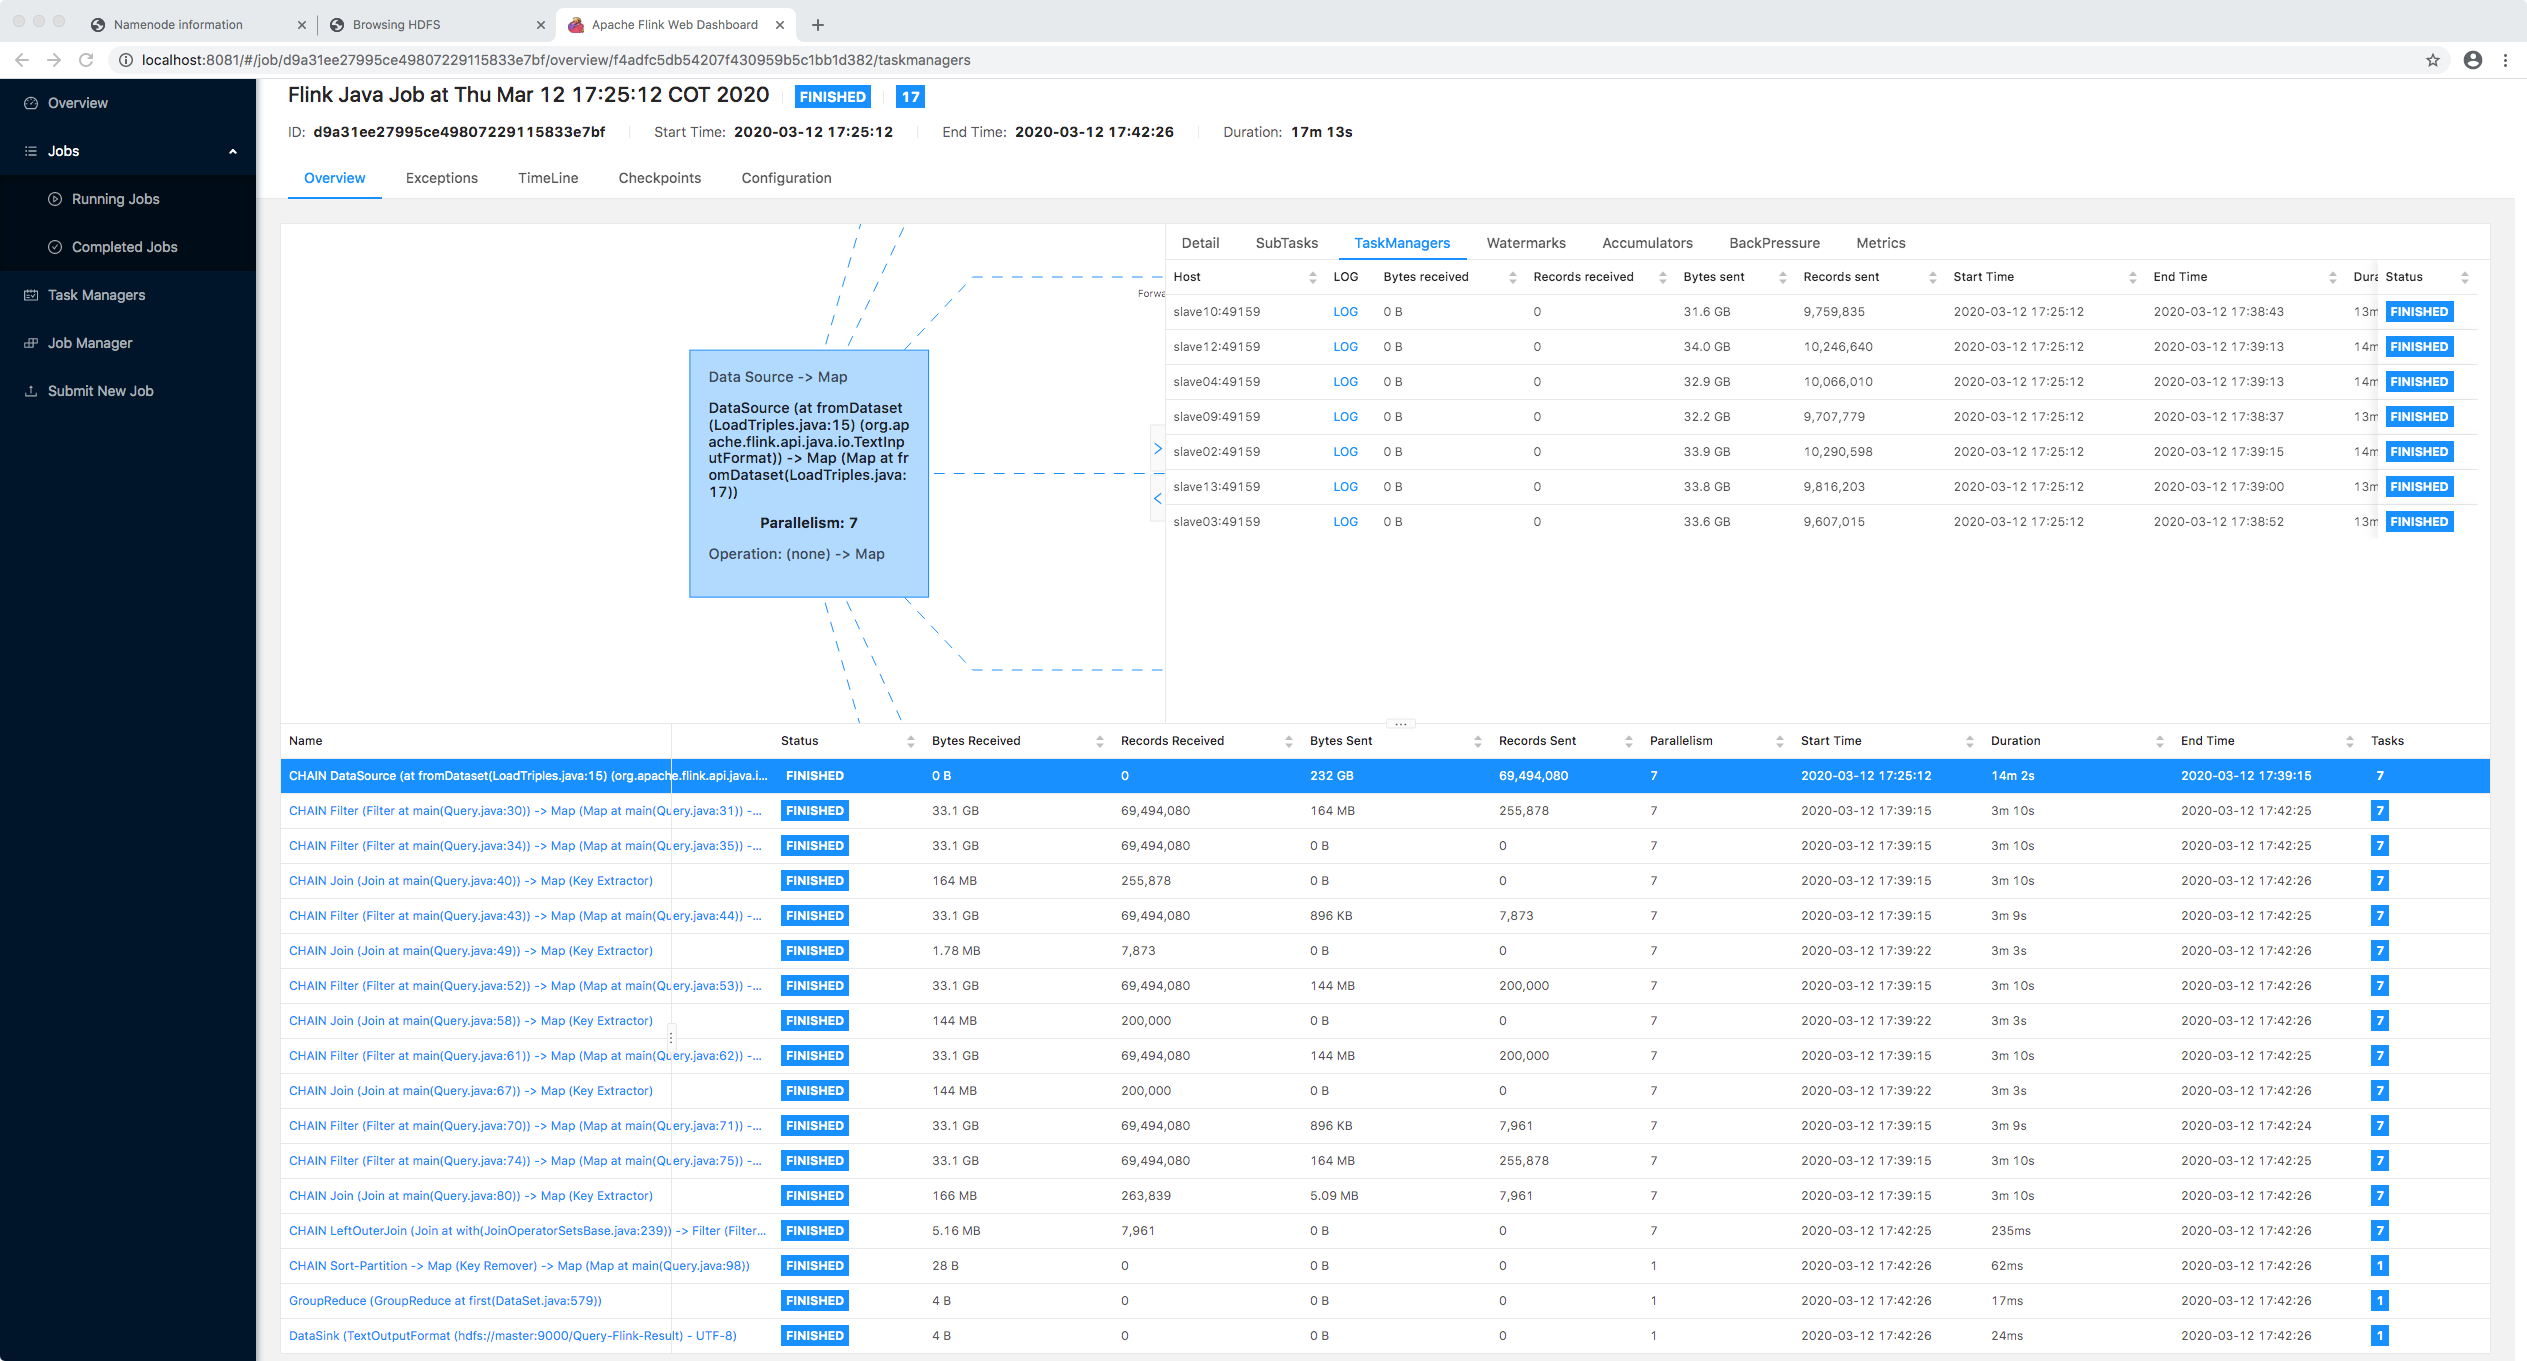 Namenode information
Browsing HDFS
Apache Flink Web Dashboard
localhost:8081/#/job/d9a31ee27995ce49807229115833e7bf/overview/f4adfc5db54207f430959b5c1bb1d382/taskmanagers
Overview
Jobs
Running Jobs
Completed Jobs
Task Managers
Job Manager
Submit New Job
Flink Java Job at Thu Mar 12 17:25:12 COT 2020 FINISHED 17
ID: d9a31ee27995ce49807229115833e7bf Start Time: 2020-03-12 17:25:12 End Time: 2020-03-12 17:42:26 Duration: 17m 13s
Overview Exceptions TimeLine Checkpoints Configuration
Forwa
Data Source -> Map
DataSource (at fromDataset
(LoadTriples.java:15) (org.ap
ache.flink.api.java.io.TextInp
utFormat)) -> Map (Map at fr
omDataset(LoadTriples.java:
17))
Parallelism: 7
Operation: (none) -> Map
Detail SubTasks TaskManagers Watermarks Accumulators BackPressure Metrics
Host LOG Bytes received Records received Bytes sent Records sent Start Time End Time Dura Status
slave10:49159 LOG 0 B 0 31.6 GB 9,759,835 2020-03-12 17:25:12 2020-03-12 17:38:43 13m FINISHED
slave12:49159 LOG 0 B 0 34.0 GB 10,246,640 2020-03-12 17:25:12 2020-03-12 17:39:13 14m FINISHED
slave04:49159 LOG 0 B 0 32.9 GB 10,066,010 2020-03-12 17:25:12 2020-03-12 17:39:13 14m FINISHED
slave09:49159 LOG 0 B 0 32.2 GB 9,707,779 2020-03-12 17:25:12 2020-03-12 17:38:37 13m FINISHED
slave02:49159 LOG 0 B 0 33.9 GB 10,290,598 2020-03-12 17:25:12 2020-03-12 17:39:15 14m FINISHED
slave13:49159 LOG 0 B 0 33.8 GB 9,816,203 2020-03-12 17:25:12 2020-03-12 17:39:00 13m FINISHED
slave03:49159 LOG 0 B 0 33.6 GB 9,607,015 2020-03-12 17:25:12 2020-03-12 17:38:52 13m FINISHED
Name Status Bytes Received Records Received Bytes Sent Records Sent Parallelism Start Time Duration End Time Tasks
CHAIN DataSource (at fromDataset(LoadTriples.java:15) (org.apache.flink.api.java.i... FINISHED 0 B 0 232 GB 69,494,080 7 2020-03-12 17:25:12 14m 2s 2020-03-12 17:39:15 7
CHAIN Filter (Filter at main(Query.java:30)) -> Map (Map at main(Query.java:31)) -... FINISHED 33.1 GB 69,494,080 164 MB 255,878 7 2020-03-12 17:39:15 3m 10s 2020-03-12 17:42:25 7
CHAIN Filter (Filter at main(Query.java:34)) -> Map (Map at main(Query.java:35)) -... FINISHED 33.1 GB 69,494,080 0 B 0 7 2020-03-12 17:39:15 3m 10s 2020-03-12 17:42:25 7
CHAIN Join (Join at main(Query.java:40)) -> Map (Key Extractor) FINISHED 164 MB 255,878 0 B 0 7 2020-03-12 17:39:15 3m 10s 2020-03-12 17:42:26 7
CHAIN Filter (Filter at main(Query.java:43)) -> Map (Map at main(Query.java:44)) -... FINISHED 33.1 GB 69,494,080 896 KB 7,873 7 2020-03-12 17:39:15 3m 9s 2020-03-12 17:42:25 7
CHAIN Join (Join at main(Query.java:49)) -> Map (Key Extractor) FINISHED 1.78 MB 7,873 0 B 0 7 2020-03-12 17:39:22 3m 3s 2020-03-12 17:42:26 7
CHAIN Filter (Filter at main(Query.java:52)) -> Map (Map at main(Query.java:53)) -... FINISHED 33.1 GB 69,494,080 144 MB 200,000 7 2020-03-12 17:39:15 3m 10s 2020-03-12 17:42:26 7
CHAIN Join (Join at main(Query.java:58)) -> Map (Key Extractor) FINISHED 144 MB 200,000 0 B 0 7 2020-03-12 17:39:22 3m 3s 2020-03-12 17:42:26 7
CHAIN Filter (Filter at main(Query.java:61)) -> Map (Map at main(Query.java:62)) -... FINISHED 33.1 GB 69,494,080 144 MB 200,000 7 2020-03-12 17:39:15 3m 10s 2020-03-12 17:42:25 7
CHAIN Join (Join at main(Query.java:67)) -> Map (Key Extractor) FINISHED 144 MB 200,000 0 B 0 7 2020-03-12 17:39:22 3m 3s 2020-03-12 17:42:26 7
CHAIN Filter (Filter at main(Query.java:70)) -> Map (Map at main(Query.java:71)) -... FINISHED 33.1 GB 69,494,080 896 KB 7,961 7 2020-03-12 17:39:15 3m 9s 2020-03-12 17:42:24 7
CHAIN Filter (Filter at main(Query.java:74)) -> Map (Map at main(Query.java:75)) -... FINISHED 33.1 GB 69,494,080 164 MB 255,878 7 2020-03-12 17:39:15 3m 10s 2020-03-12 17:42:25 7
CHAIN Join (Join at main(Query.java:80)) -> Map (Key Extractor) FINISHED 166 MB 263,839 5.09 MB 7,961 7 2020-03-12 17:39:15 3m 10s 2020-03-12 17:42:26 7
CHAIN LeftOuterJoin (Join at with(JoinOperatorSetsBase.java:239)) -> Filter (Filter... FINISHED 5.16 MB 7,961 0 B 0 7 2020-03-12 17:42:25 235ms 2020-03-12 17:42:26 7
CHAIN Sort-Partition -> Map (Key Remover) -> Map (Map at main(Query.java:98)) FINISHED 28 B 0 0 B 0 1 2020-03-12 17:42:26 62ms 2020-03-12 17:42:26 1
GroupReduce (GroupReduce at first(DataSet.java:579)) FINISHED 4 B 0 0 B 0 1 2020-03-12 17:42:26 17ms 2020-03-12 17:42:26 1
DataSink (TextOutputFormat (hdfs://master:9000/Query-Flink-Result) - UTF-8) FINISHED 4 B 0 0 B 0 1 2020-03-12 17:42:26 24ms 2020-03-12 17:42:26 1